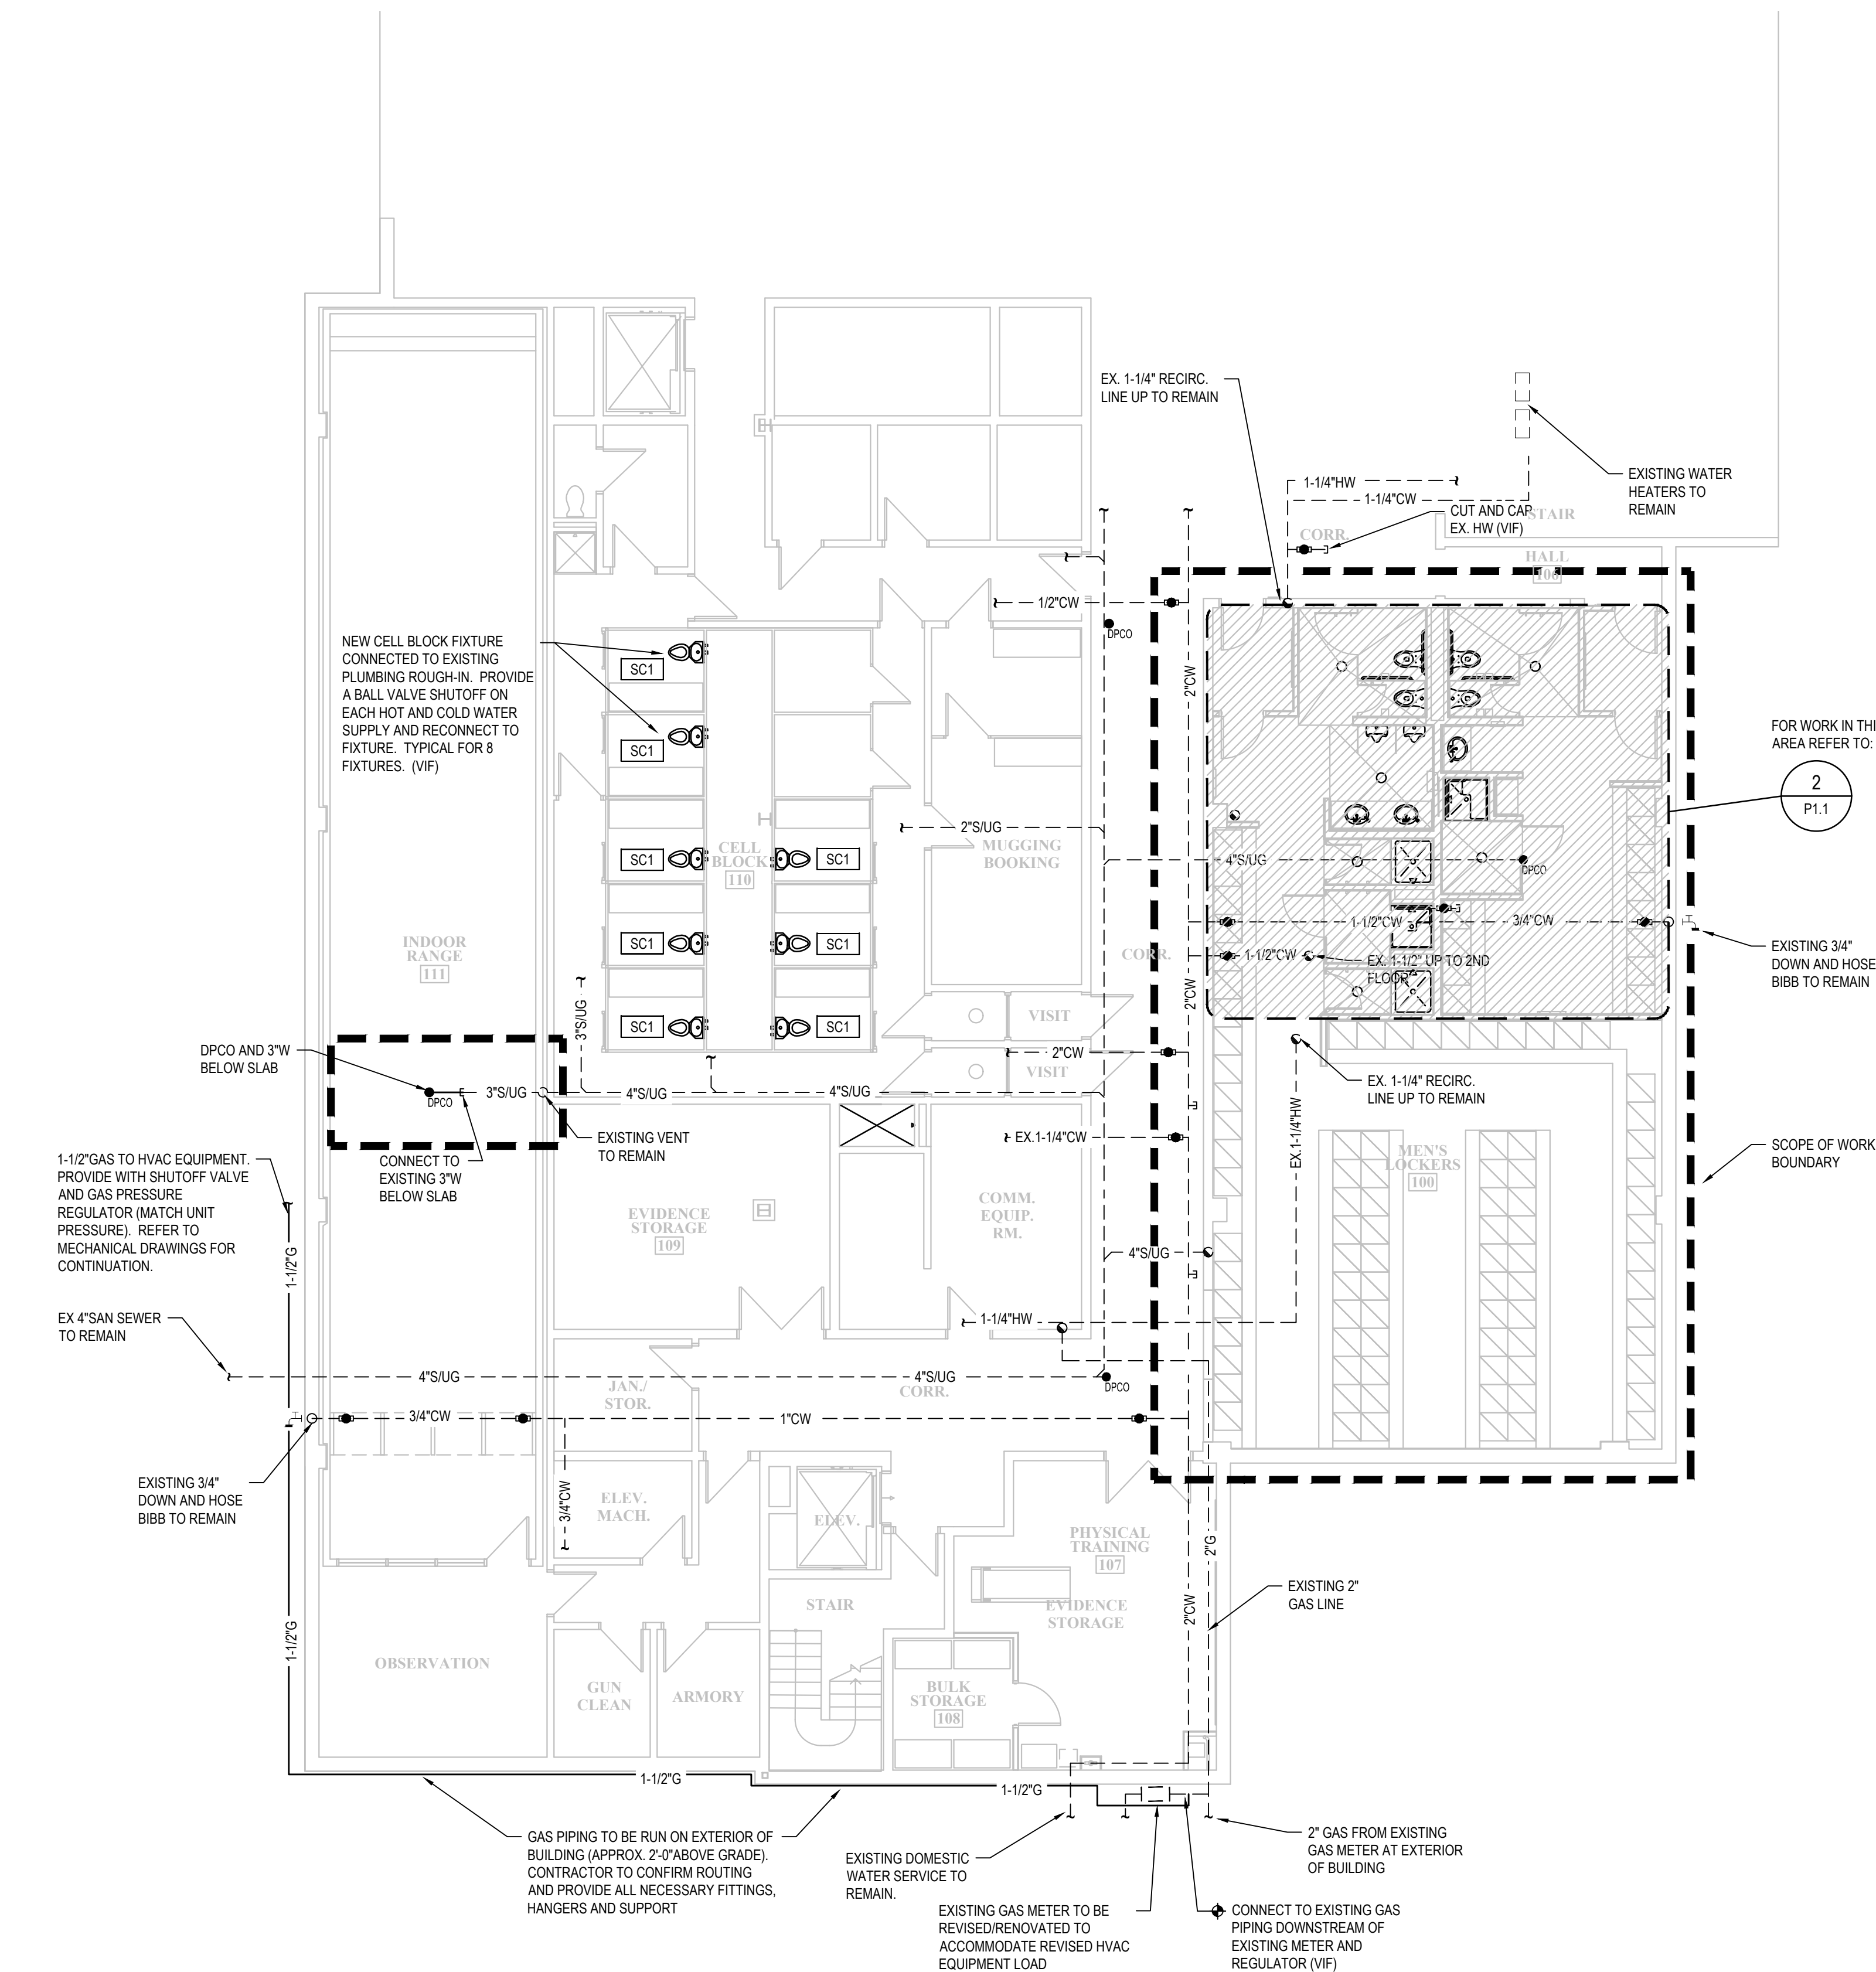 EX. 1-1/4" RECIRC.
LINE UP TO REMAIN
EXISTING WATER
HEATERS TO
REMAIN
1-1/4"HW
1-1/4"CW
CUT AND CAP
EX. HW (VIF)
STAIR
CORR.
HALL
106
1/2"CW
DPCO
2"CW
NEW CELL BLOCK FIXTURE
CONNECTED TO EXISTING
PLUMBING ROUGH-IN. PROVIDE
A BALL VALVE SHUTOFF ON
EACH HOT AND COLD WATER
SUPPLY AND RECONNECT TO
FIXTURE. TYPICAL FOR 8
FIXTURES. (VIF)
SC1
SC1
SC1
SC1
SC1
SC1
SC1
SC1
CELL
BLOCK
110
2"S/UG
MUGGING
BOOKING
4"S/UG
DPCO
FOR WORK IN THI
AREA REFER TO:
2
P1.1
1-1/2"CW
3/4"CW
1-1/2"CW
EX. 1-1/2" UP TO 2ND
FLOOR
EXISTING 3/4"
DOWN AND HOSE
BIBB TO REMAIN
INDOOR
RANGE
111
CORR.
2"CW
3"S/UG
VISIT
VISIT
2"CW
DPCO AND 3"W
BELOW SLAB
DPCO
3"S/UG
4"S/UG
4"S/UG
EX. 1-1/4" RECIRC.
LINE UP TO REMAIN
EX.1-1/4"HW
EX.1-1/4"CW
EXISTING VENT
TO REMAIN
CONNECT TO
EXISTING 3"W
BELOW SLAB
1-1/2"GAS TO HVAC EQUIPMENT.
PROVIDE WITH SHUTOFF VALVE
AND GAS PRESSURE
REGULATOR (MATCH UNIT
PRESSURE). REFER TO
MECHANICAL DRAWINGS FOR
CONTINUATION.
SCOPE OF WORK
BOUNDARY
MEN'S
LOCKERS
100
EVIDENCE
STORAGE
109
COMM.
EQUIP.
RM.
4"S/UG
1-1/2"G
1-1/4"HW
EX 4"SAN SEWER
TO REMAIN
4"S/UG
4"S/UG
DPCO
JAN./
STOR.
CORR.
3/4"CW
1"CW
EXISTING 3/4"
DOWN AND HOSE
BIBB TO REMAIN
3/4"CW
ELEV.
MACH.
ELEV.
PHYSICAL
TRAINING
107
2"G
EXISTING 2"
GAS LINE
EVIDENCE
STORAGE
STAIR
2"CW
1-1/2"G
OBSERVATION
GUN
CLEAN
ARMORY
BULK
STORAGE
108
1-1/2"G
1-1/2"G
GAS PIPING TO BE RUN ON EXTERIOR OF
BUILDING (APPROX. 2'-0"ABOVE GRADE).
CONTRACTOR TO CONFIRM ROUTING
AND PROVIDE ALL NECESSARY FITTINGS,
HANGERS AND SUPPORT
EXISTING DOMESTIC
WATER SERVICE TO
REMAIN.
2" GAS FROM EXISTING
GAS METER AT EXTERIOR
OF BUILDING
EXISTING GAS METER TO BE
REVISED/RENOVATED TO
ACCOMMODATE REVISED HVAC
EQUIPMENT LOAD
CONNECT TO EXISTING GAS
PIPING DOWNSTREAM OF
EXISTING METER AND
REGULATOR (VIF)